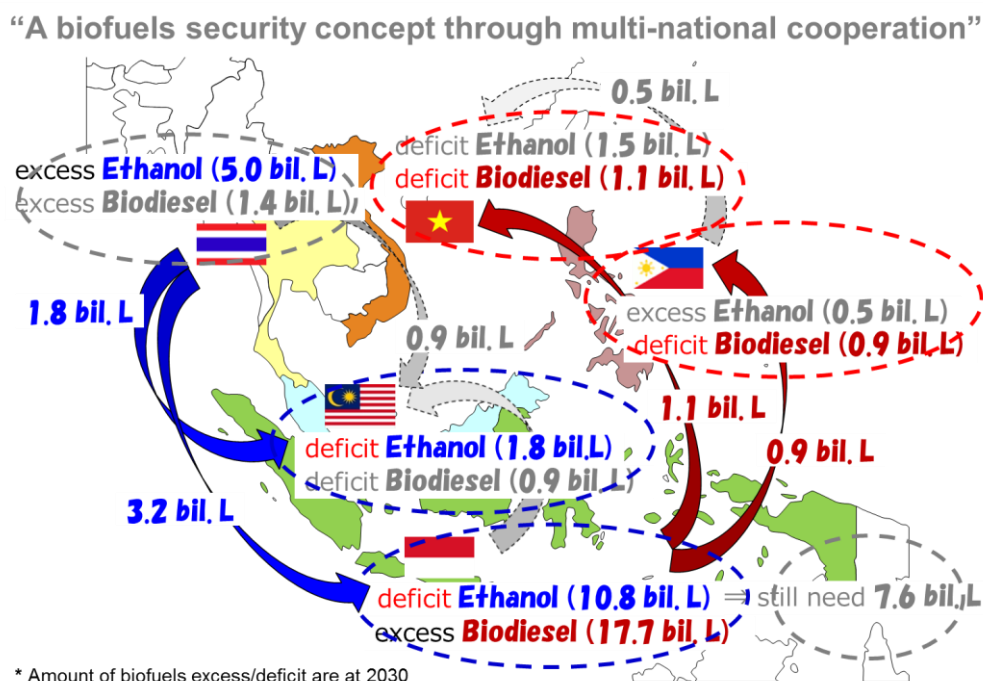 “A biofuels security concept through multi-national cooperation”
0.5 bil. L
deficit Ethanol (1.5 bil. L)
deficit Biodiesel (1.1 bil. L)
excess Ethanol (5.0 bil. L)
excess Biodiesel (1.4 bil. L)
1.8 bil. L
excess Ethanol (0.5 bil. L)
deficit Biodiesel (0.9 bil. L)
0.9 bil. L
1.1 bil. L
0.9 bil. L
deficit Ethanol (1.8 bil.L)
deficit Biodiesel (0.9 bil. L)
3.2 bil. L
deficit Ethanol (10.8 bil. L) ⇒ still need 7.6 bil. L
excess Biodiesel (17.7 bil. L)
* Amount of biofuels excess/deficit are at 2030